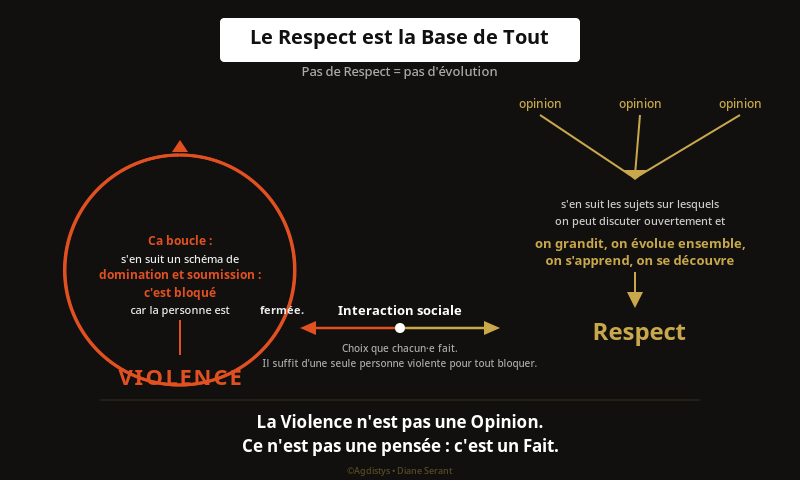 Le Respect est la Base de Tout
Pas de Respect = pas d'évolution
opinion
opinion
opinion
s'en suit les sujets sur lesquels
on peut discuter ouvertement et
on grandit, on évolue ensemble,
on s'apprend, on se découvre
Respect
Ca boucle :
s'en suit un schéma de
domination et soumission :
c'est bloqué
car la personne est fermée.
VIOLENCE
Interaction sociale
Choix que chacun·e fait.
Il suffit d'une seule personne violente pour tout bloquer.
La Violence n'est pas une Opinion.
Ce n'est pas une pensée : c'est un Fait.
©Agdistys • Diane Serant